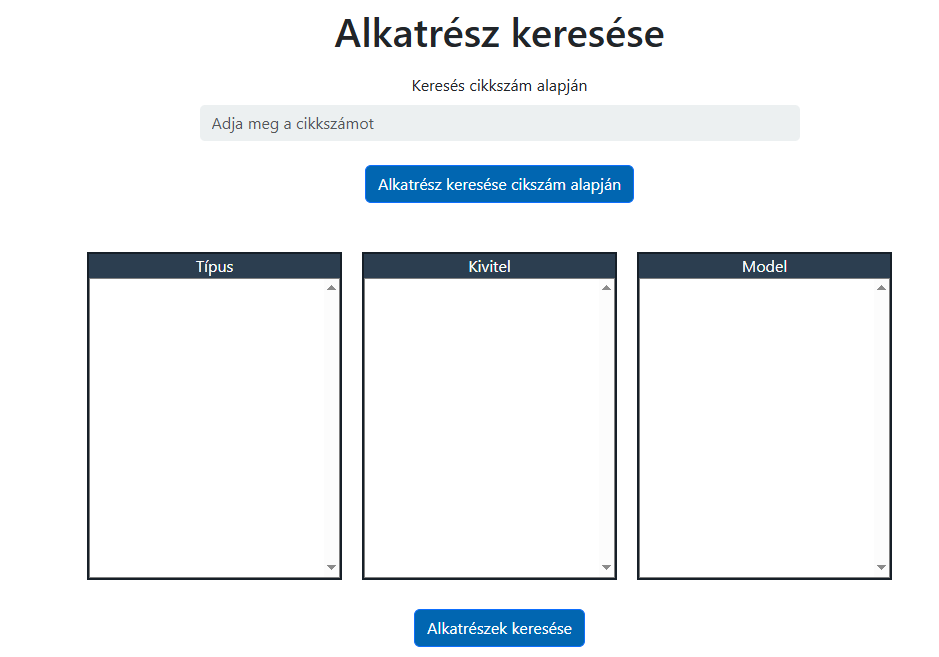 Alkatrész keresése
Keresés cikkszám alapján
Adja meg a cikkszámot
Alkatrész keresése cikszám alapján
Típus Kivitel Model
Alkatrészek keresése